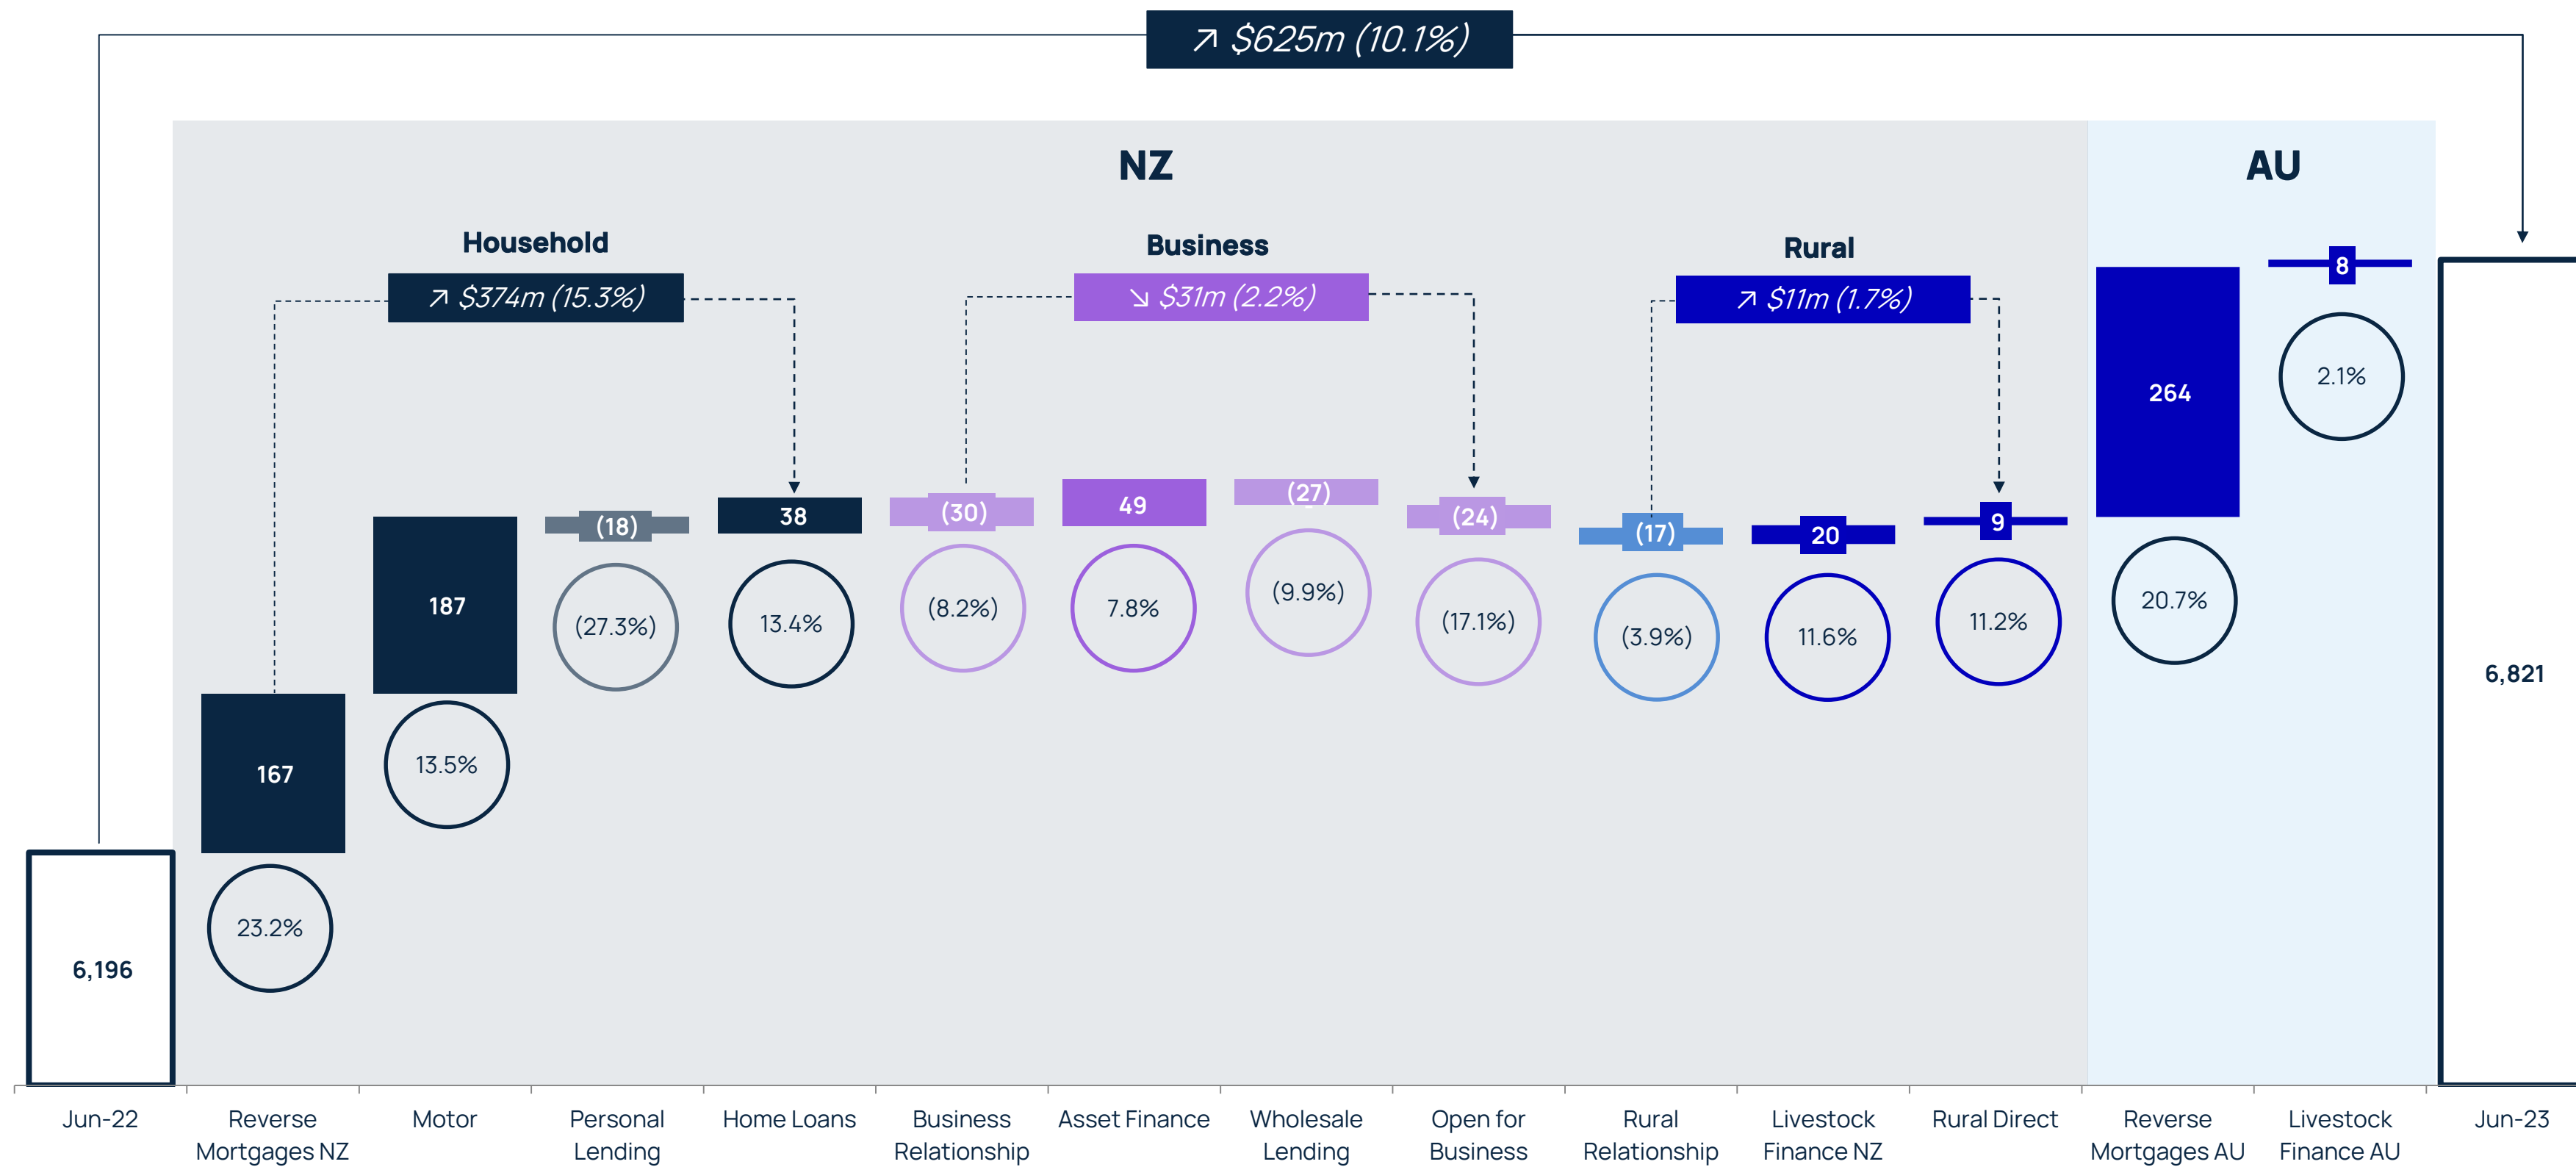 ↗ $625m (10.1%)
NZ
AU
Household
Business
Rural
↗ $374m (15.3%)
↘ $31m (2.2%)
↗ $11m (1.7%)
6,196
167
23.2%
187
13.5%
(18)
(27.3%)
38
13.4%
(30)
(8.2%)
49
7.8%
(27)
(9.9%)
(24)
(17.1%)
(17)
(3.9%)
20
11.6%
9
11.2%
264
20.7%
8
2.1%
6,821
Jun-22
Reverse
Mortgages NZ
Motor
Personal
Lending
Home Loans
Business
Relationship
Asset Finance
Wholesale
Lending
Open for
Business
Rural
Relationship
Livestock
Finance NZ
Rural Direct
Reverse
Mortgages AU
Livestock
Finance AU
Jun-23